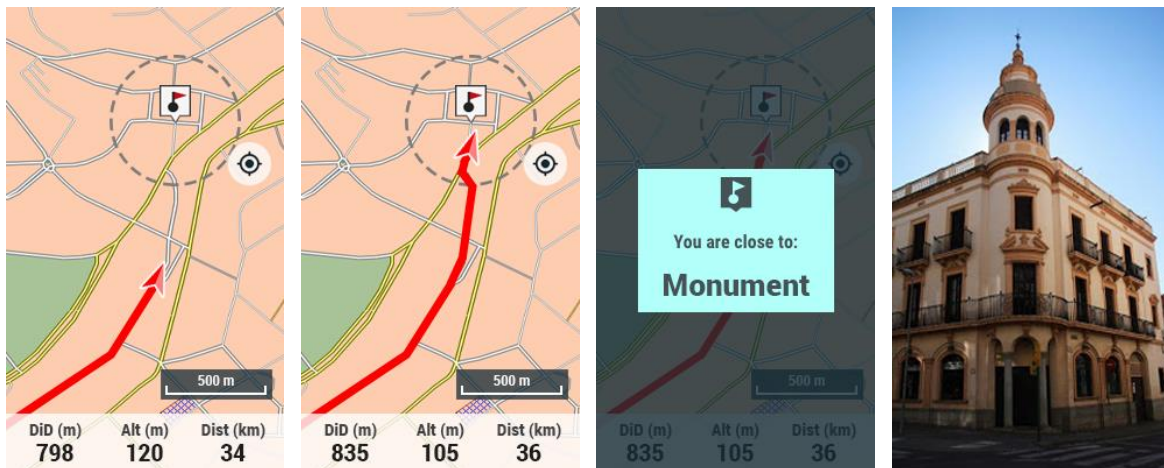 500 m
DiD (m) Alt (m) Dist (km)
798 120 34
500 m
DiD (m) Alt (m) Dist (km)
835 105 36
You are close to:
Monument
500 m
DiD (m) Alt (m) Dist (km)
835 105 36